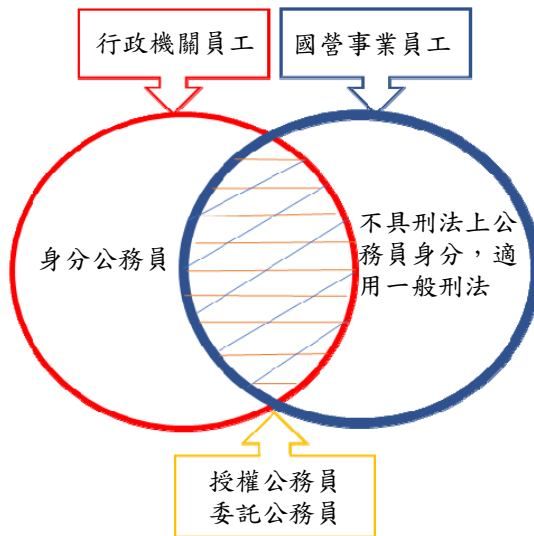 行政機關員工
國營事業員工
身分公務員
不具刑法上公
務員身分，適
用一般刑法
授權公務員
委託公務員